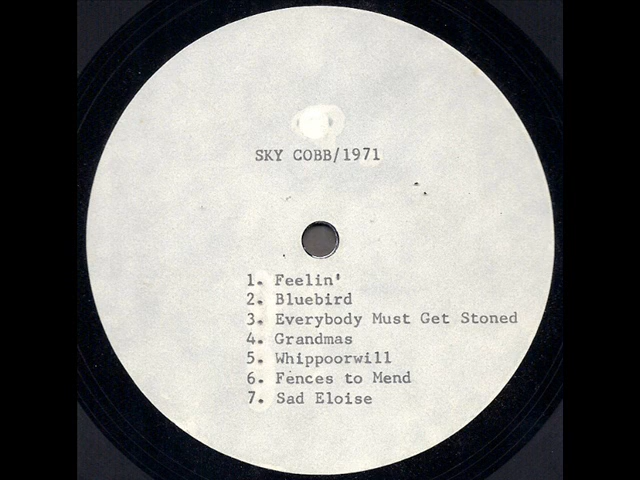 SKY COBB/1971
1. Feelin'
2. Bluebird
3. Everybody Must Get Stoned
4. Grandmas
5. Whippoorwill
6. Fences to Mend
7. Sad Eloise